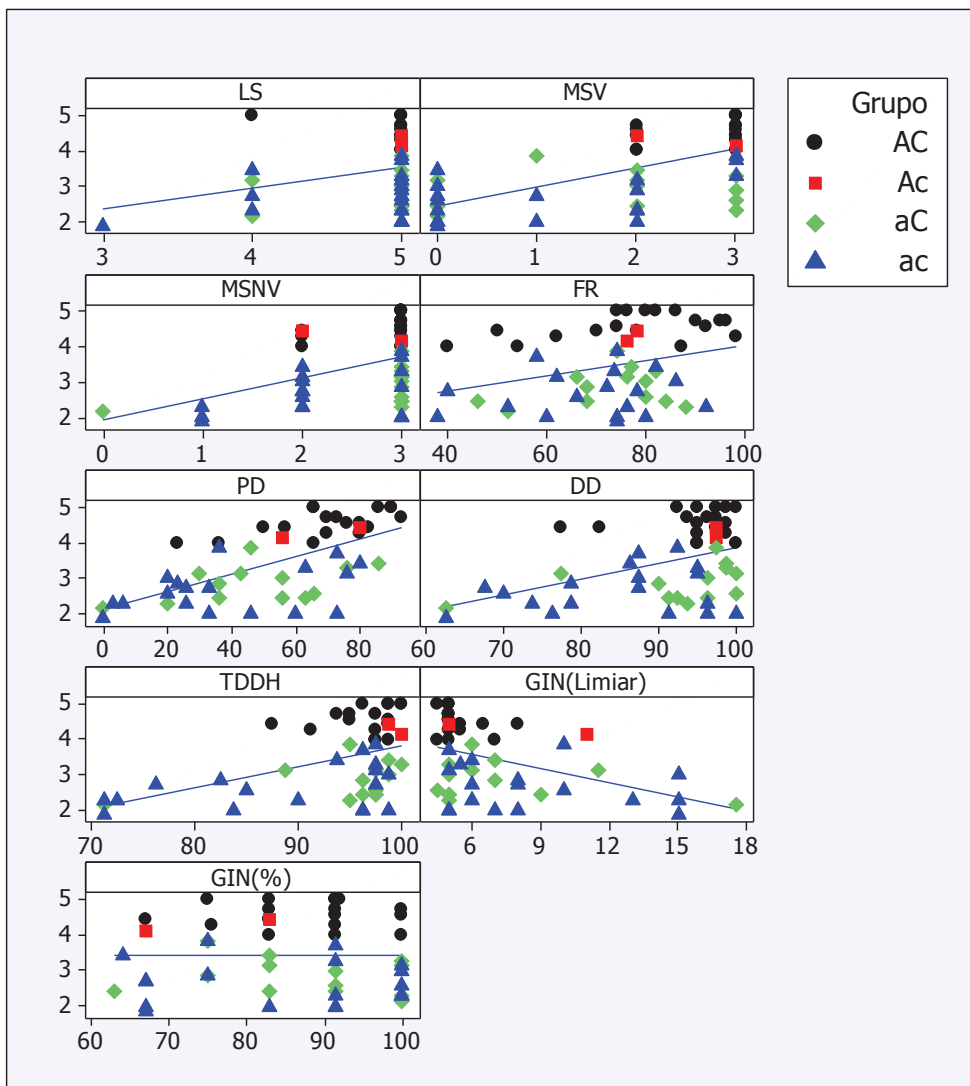 LS MSV
5
4
3
2
3 4 5 0 1 2 3
MSNV FR
5
4
3
2
0 1 2 3 40 60 80 100
PD DD
5
4
3
2
0 20 40 60 80 60 70 80 90 100
TDDH GIN(Limiar)
5
4
3
2
70 80 90 100 6 9 12 15 18
GIN(%)
5
4
3
2
60 70 80 90 100
Grupo
AC
Ac
aC
ac